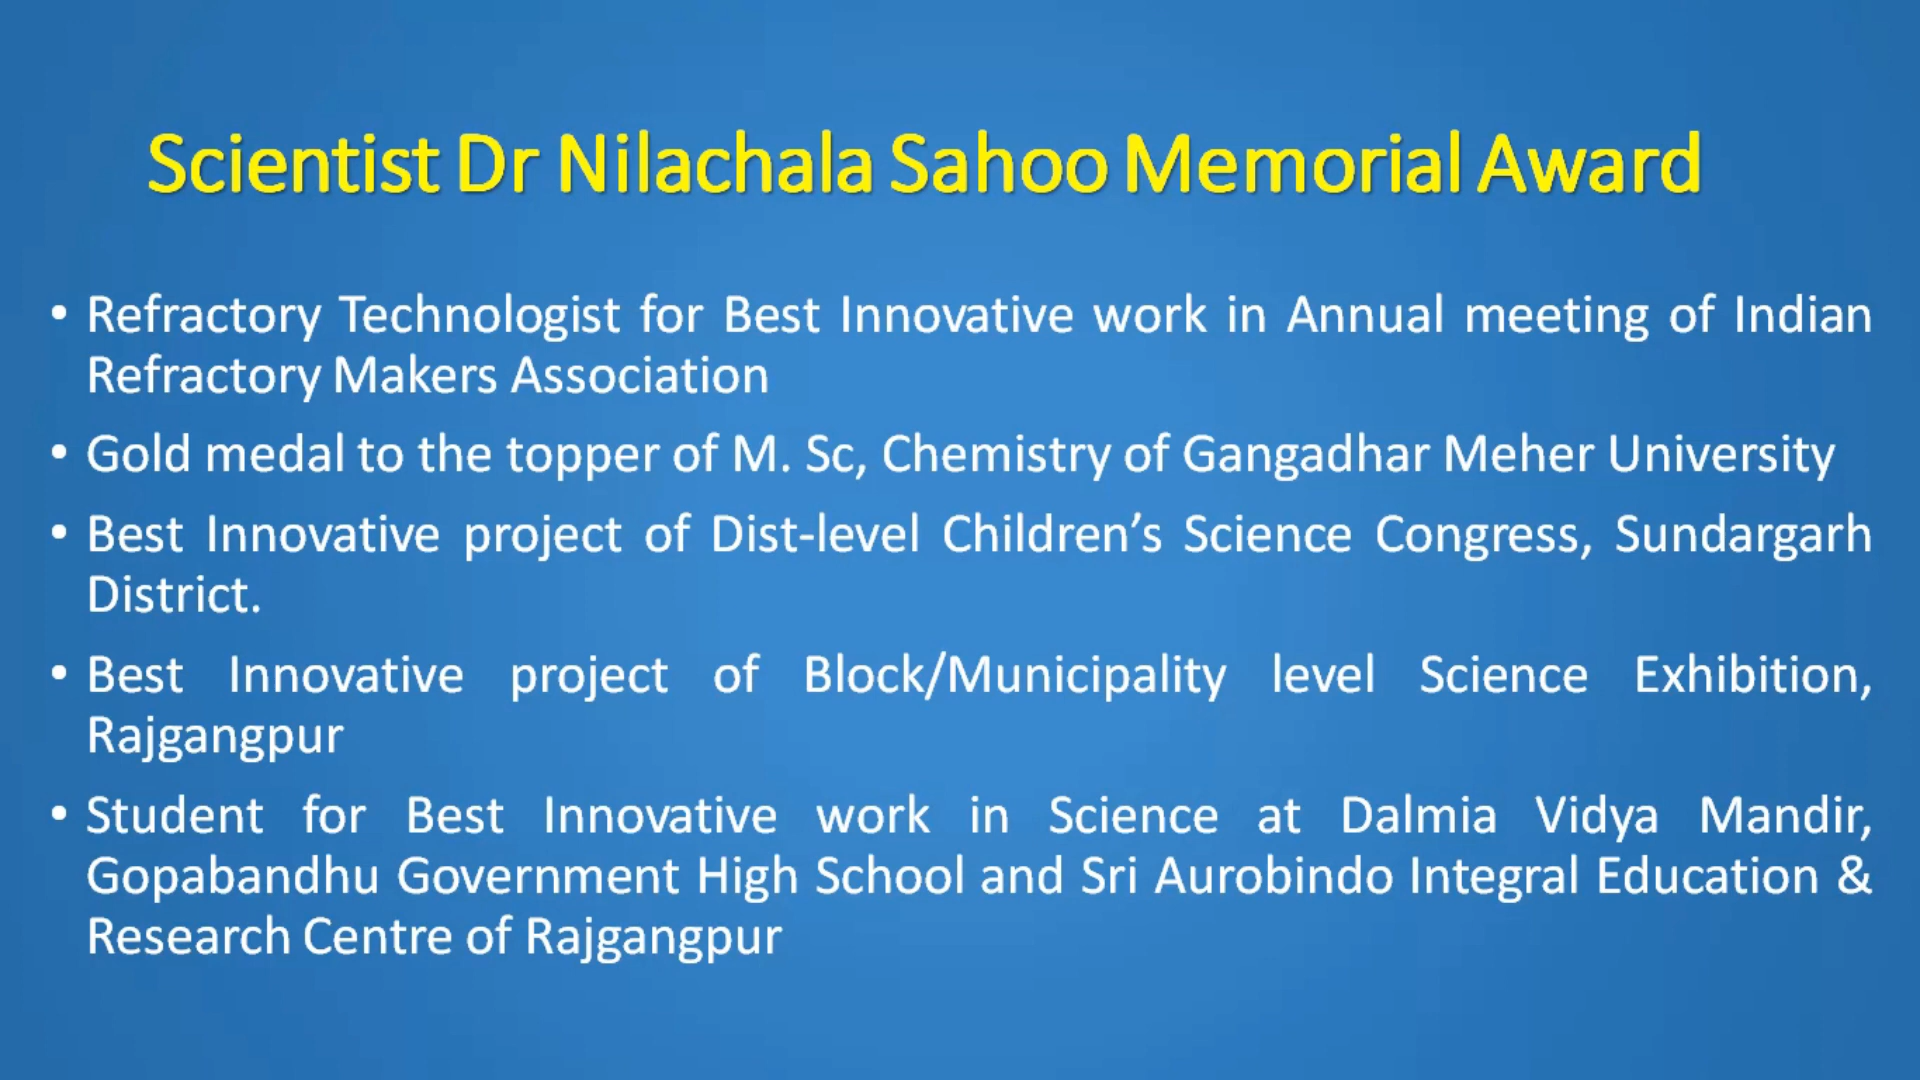 Scientist Dr Nilachala Sahoo Memorial Award
• Refractory Technologist for Best Innovative work in Annual meeting of Indian
Refractory Makers Association
• Gold medal to the topper of M. Sc, Chemistry of Gangadhar Meher University
• Best Innovative project of Dist-level Children’s Science Congress, Sundargarh
District.
• Best Innovative project of Block/Municipality level Science Exhibition,
Rajgangpur
• Student for Best Innovative work in Science at Dalmia Vidya Mandir,
Gopabandhu Government High School and Sri Aurobindo Integral Education &
Research Centre of Rajgangpur